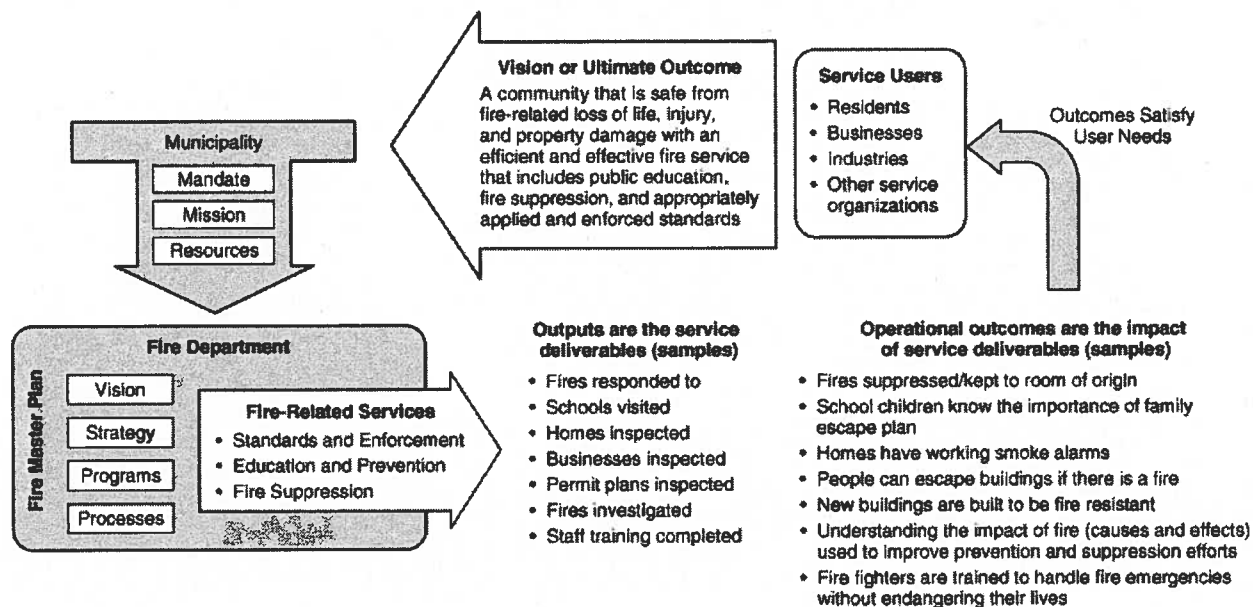 Vision or Ultimate Outcome
A community that is safe from
fire-related loss of life, injury,
and property damage with an
efficient and effective fire service
that includes public education,
fire suppression, and appropriately
applied and enforced standards
Service Users
• Residents
• Businesses
• Industries
• Other service
organizations
Outcomes Satisfy
User Needs
Municipality
Mandate
Mission
Resources
Fire Department
Fire Master Plan
Vision
Strategy
Programs
Processes
Fire-Related Services
• Standards and Enforcement
• Education and Prevention
• Fire Suppression
Outputs are the service
deliverables (samples)
• Fires responded to
• Schools visited
• Homes inspected
• Businesses inspected
• Permit plans inspected
• Fires investigated
• Staff training completed
Operational outcomes are the impact
of service deliverables (samples)
• Fires suppressed/kept to room of origin
• School children know the importance of family
escape plan
• Homes have working smoke alarms
• People can escape buildings if there is a fire
• New buildings are built to be fire resistant
• Understanding the impact of fire (causes and effects)
used to improve prevention and suppression efforts
• Fire fighters are trained to handle fire emergencies
without endangering their lives